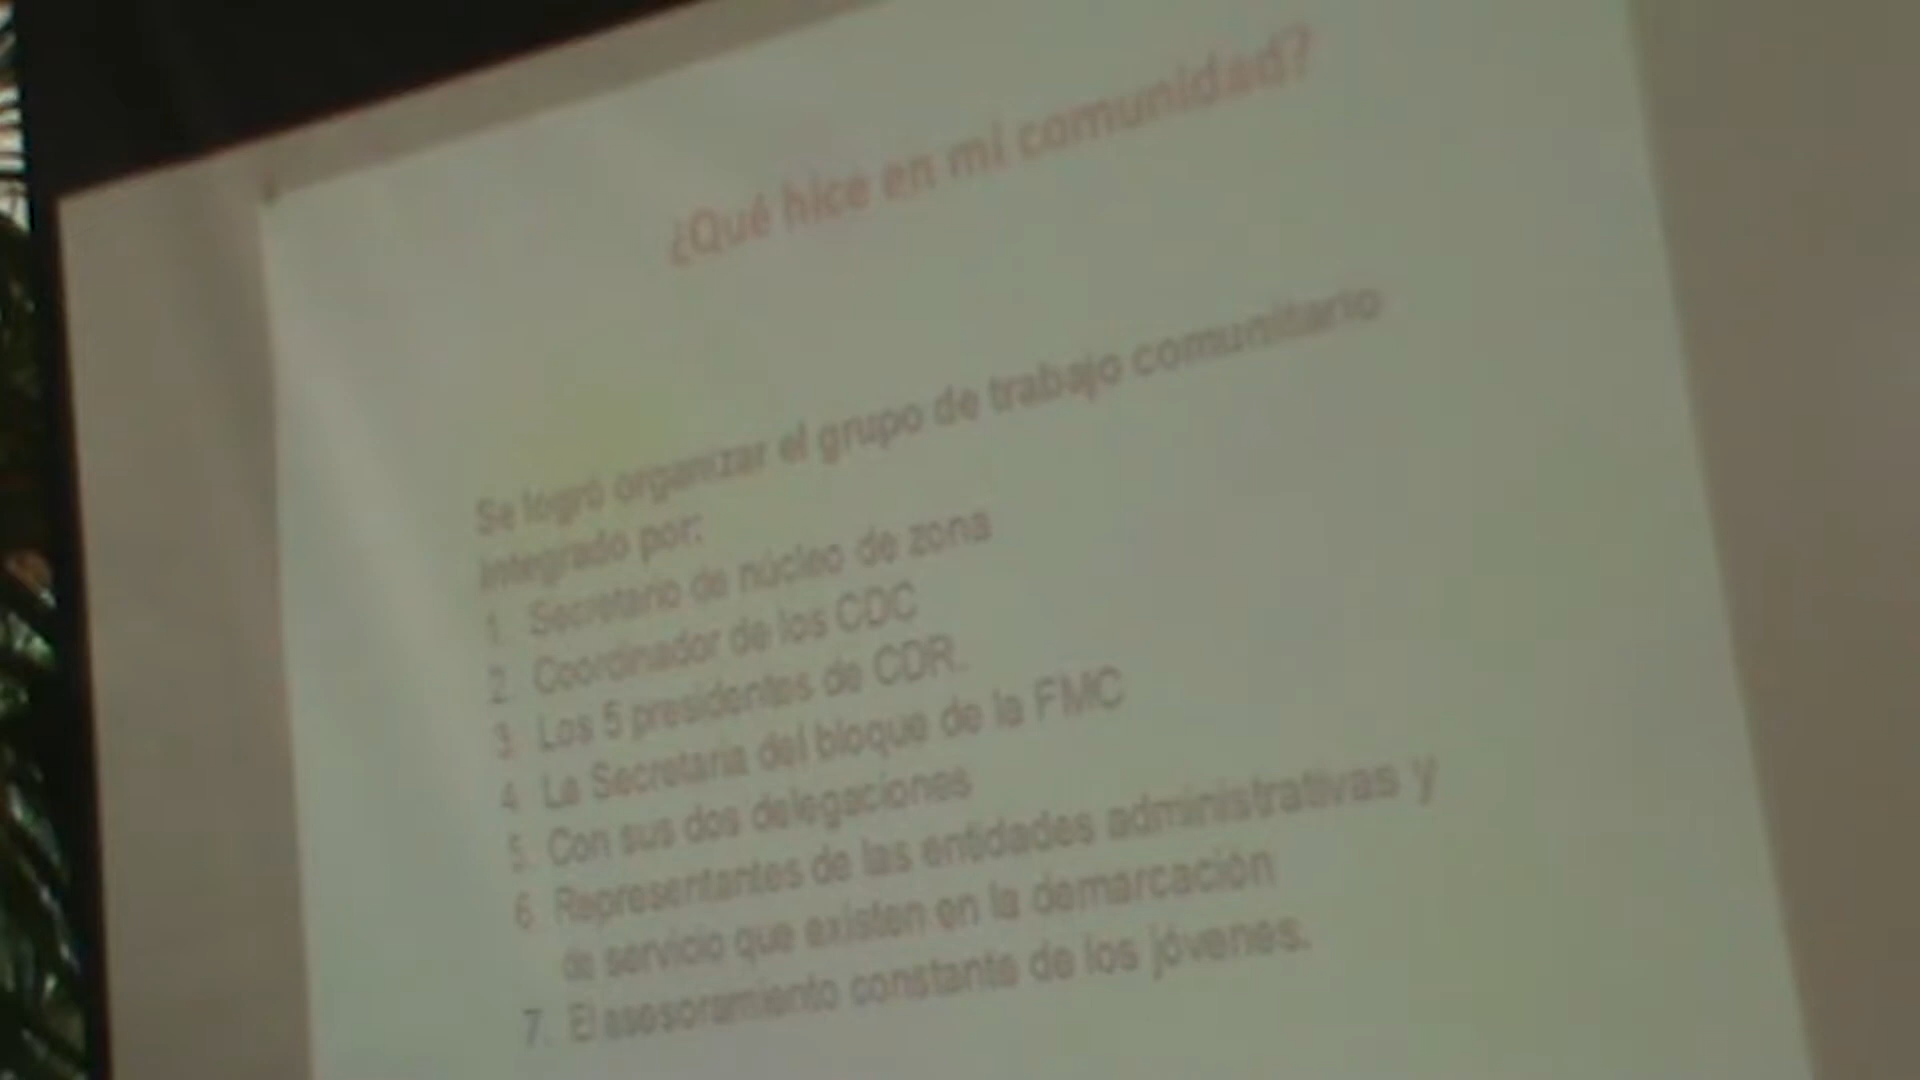 ¿Qué hice en mi comunidad?
Se logró organizar el grupo de trabajo comunitario
integrado por:
1. Secretario de núcleo de zona
2. Coordinador de los CDC
3. Los 5 presidentes de CDR.
4. La Secretaria del bloque de la FMC
5. Con sus dos delegaciones
6. Representantes de las entidades administrativas y
de servicio que existen en la demarcación
7. El asesoramiento constante de los jóvenes.